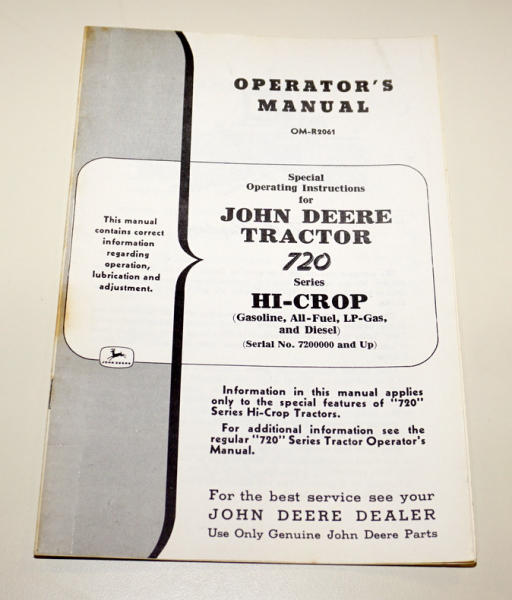 OPERATOR'S
MANUAL
OM-R2061
Special
Operating Instructions
for
JOHN DEERE
TRACTOR
720
Series
HI-CROP
(Gasoline, All-Fuel, LP-Gas,
and Diesel)
(Serial No. 7200000 and Up)
This manual
contains correct
information
regarding
operation,
lubrication and
adjustment.
JOHN DEERE
Information in this manual applies
only to the special features of "720"
Series Hi-Crop Tractors.
For additional information see the
regular "720" Series Tractor Operator's
Manual.
For the best service see your
JOHN DEERE DEALER
Use Only Genuine John Deere Parts